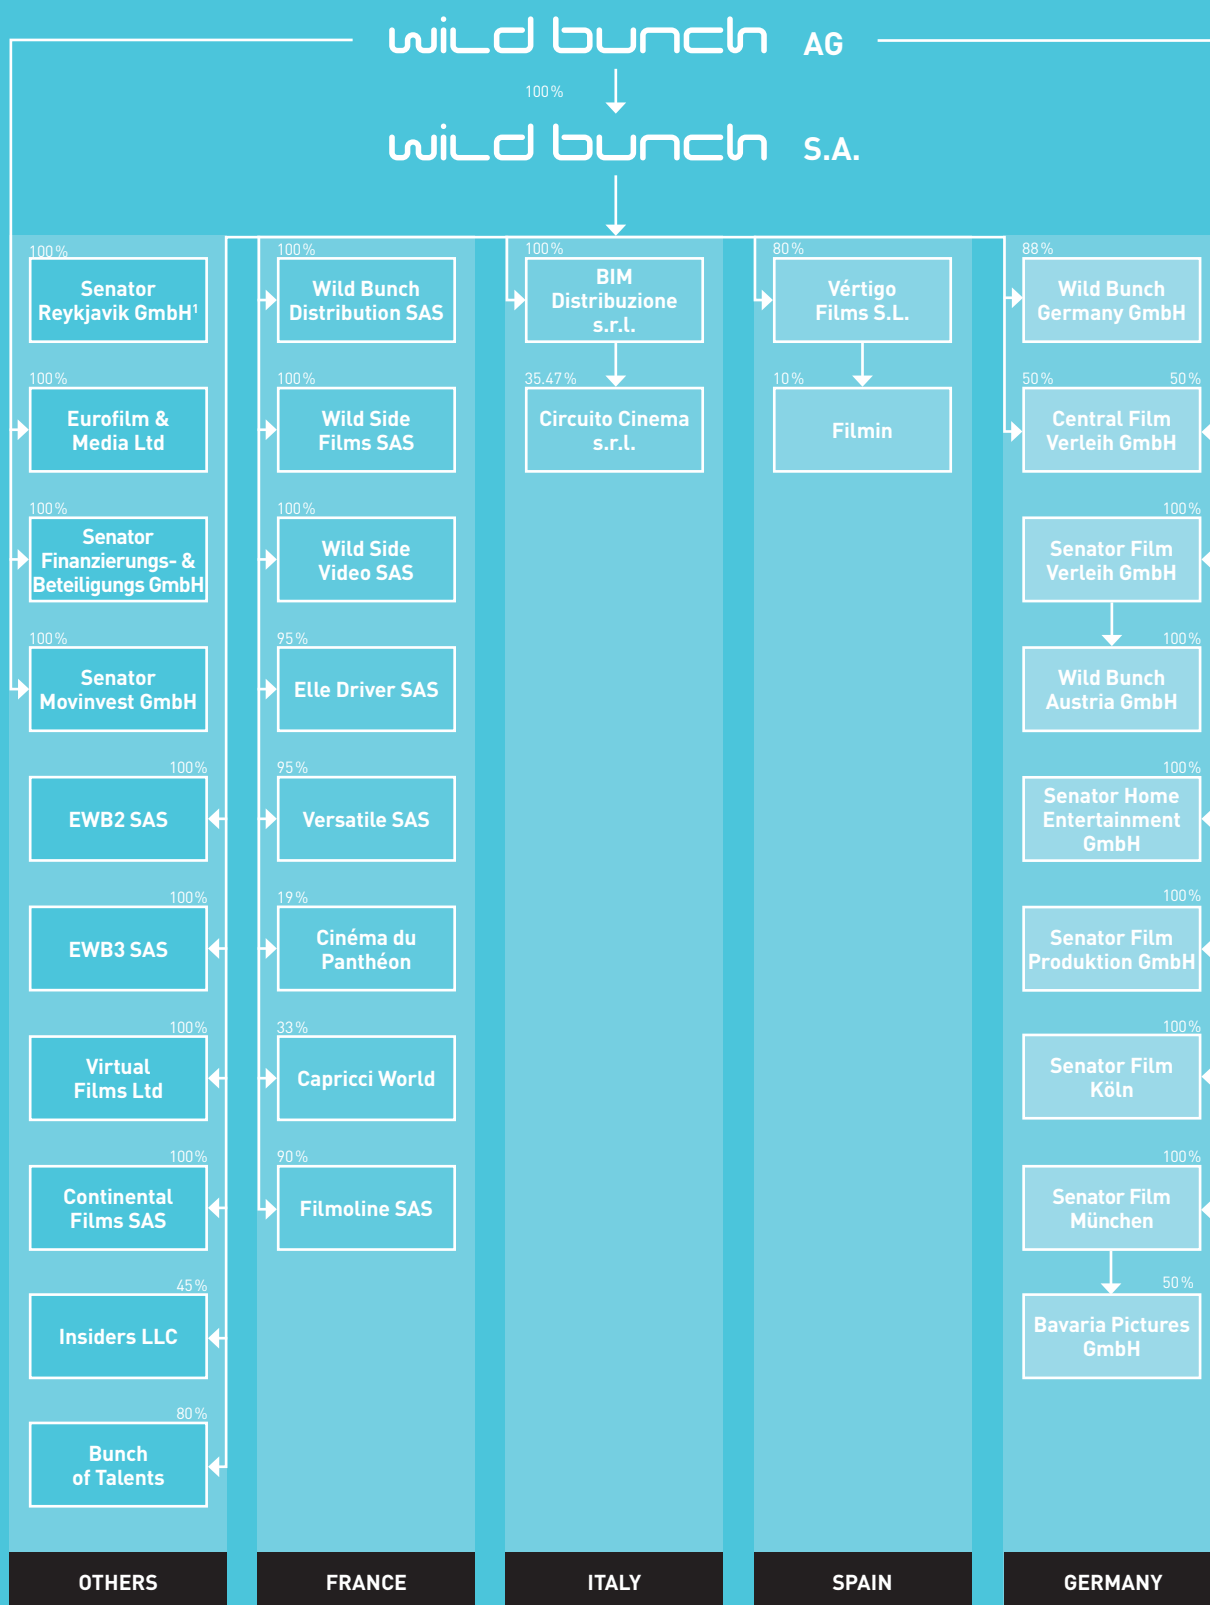 wild bunch AG
100%
wild bunch S.A.
100%
Senator
Reykjavik GmbH¹
100%
Eurofilm &
Media Ltd
100%
Senator
Finanzierungs- &
Beteiligungs GmbH
100%
Senator
Movinvest GmbH
100%
EWB2 SAS
100%
EWB3 SAS
100%
Virtual
Films Ltd
100%
Continental
Films SAS
45%
Insiders LLC
80%
Bunch
of Talents
OTHERS
100%
Wild Bunch
Distribution SAS
100%
Wild Side
Films SAS
100%
Wild Side
Video SAS
95%
Elle Driver SAS
95%
Versatile SAS
19%
Cinéma du
Panthéon
33%
Capricci World
90%
Filmoline SAS
FRANCE
100%
BIM
Distribuzione
s.r.l.
35.47%
Circuito Cinema
s.r.l.
ITALY
80%
Vértigo
Films S.L.
10%
Filmin
SPAIN
88%
Wild Bunch
Germany GmbH
50% 50%
Central Film
Verleih GmbH
100%
Senator Film
Verleih GmbH
100%
Wild Bunch
Austria GmbH
100%
Senator Home
Entertainment
GmbH
100%
Senator Film
Produktion GmbH
100%
Senator Film
Köln
100%
Senator Film
München
50%
Bavaria Pictures
GmbH
GERMANY